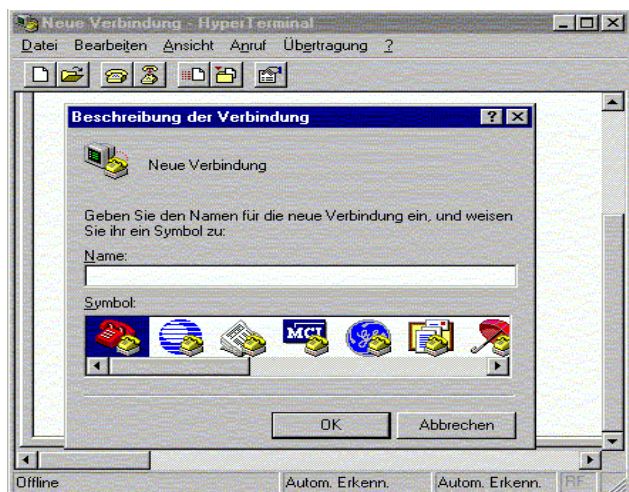 Neue Verbindung - HyperTerminal
Datei Bearbeiten Ansicht Anruf Übertragung ?
Beschreibung der Verbindung
Neue Verbindung
Geben Sie den Namen für die neue Verbindung ein, und weisen
Sie ihr ein Symbol zu:
Name:
Symbol:
MCI
OK Abbrechen
Offline Autom. Erkenn. Autom. Erkenn. RF